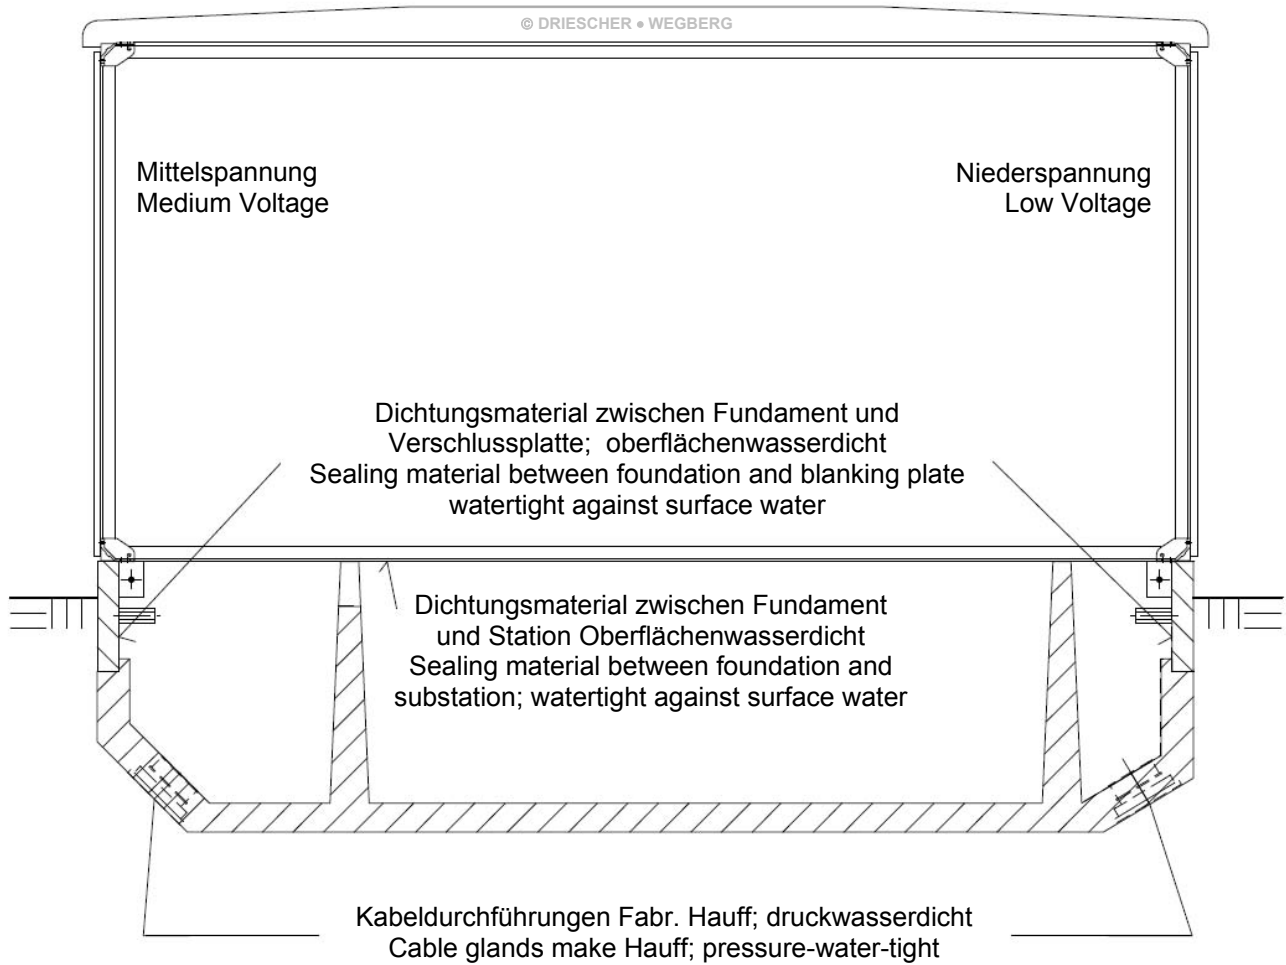 © DRIESCHER ● WEGBERG
Mittelspannung
Medium Voltage
Niederspannung
Low Voltage
Dichtungsmaterial zwischen Fundament und
Verschlussplatte; oberflächenwasserdicht
Sealing material between foundation and blanking plate
watertight against surface water
Dichtungsmaterial zwischen Fundament
und Station Oberflächenwasserdicht
Sealing material between foundation and
substation; watertight against surface water
Kabeldurchführungen Fabr. Hauff; druckwasserdicht
Cable glands make Hauff; pressure-water-tight